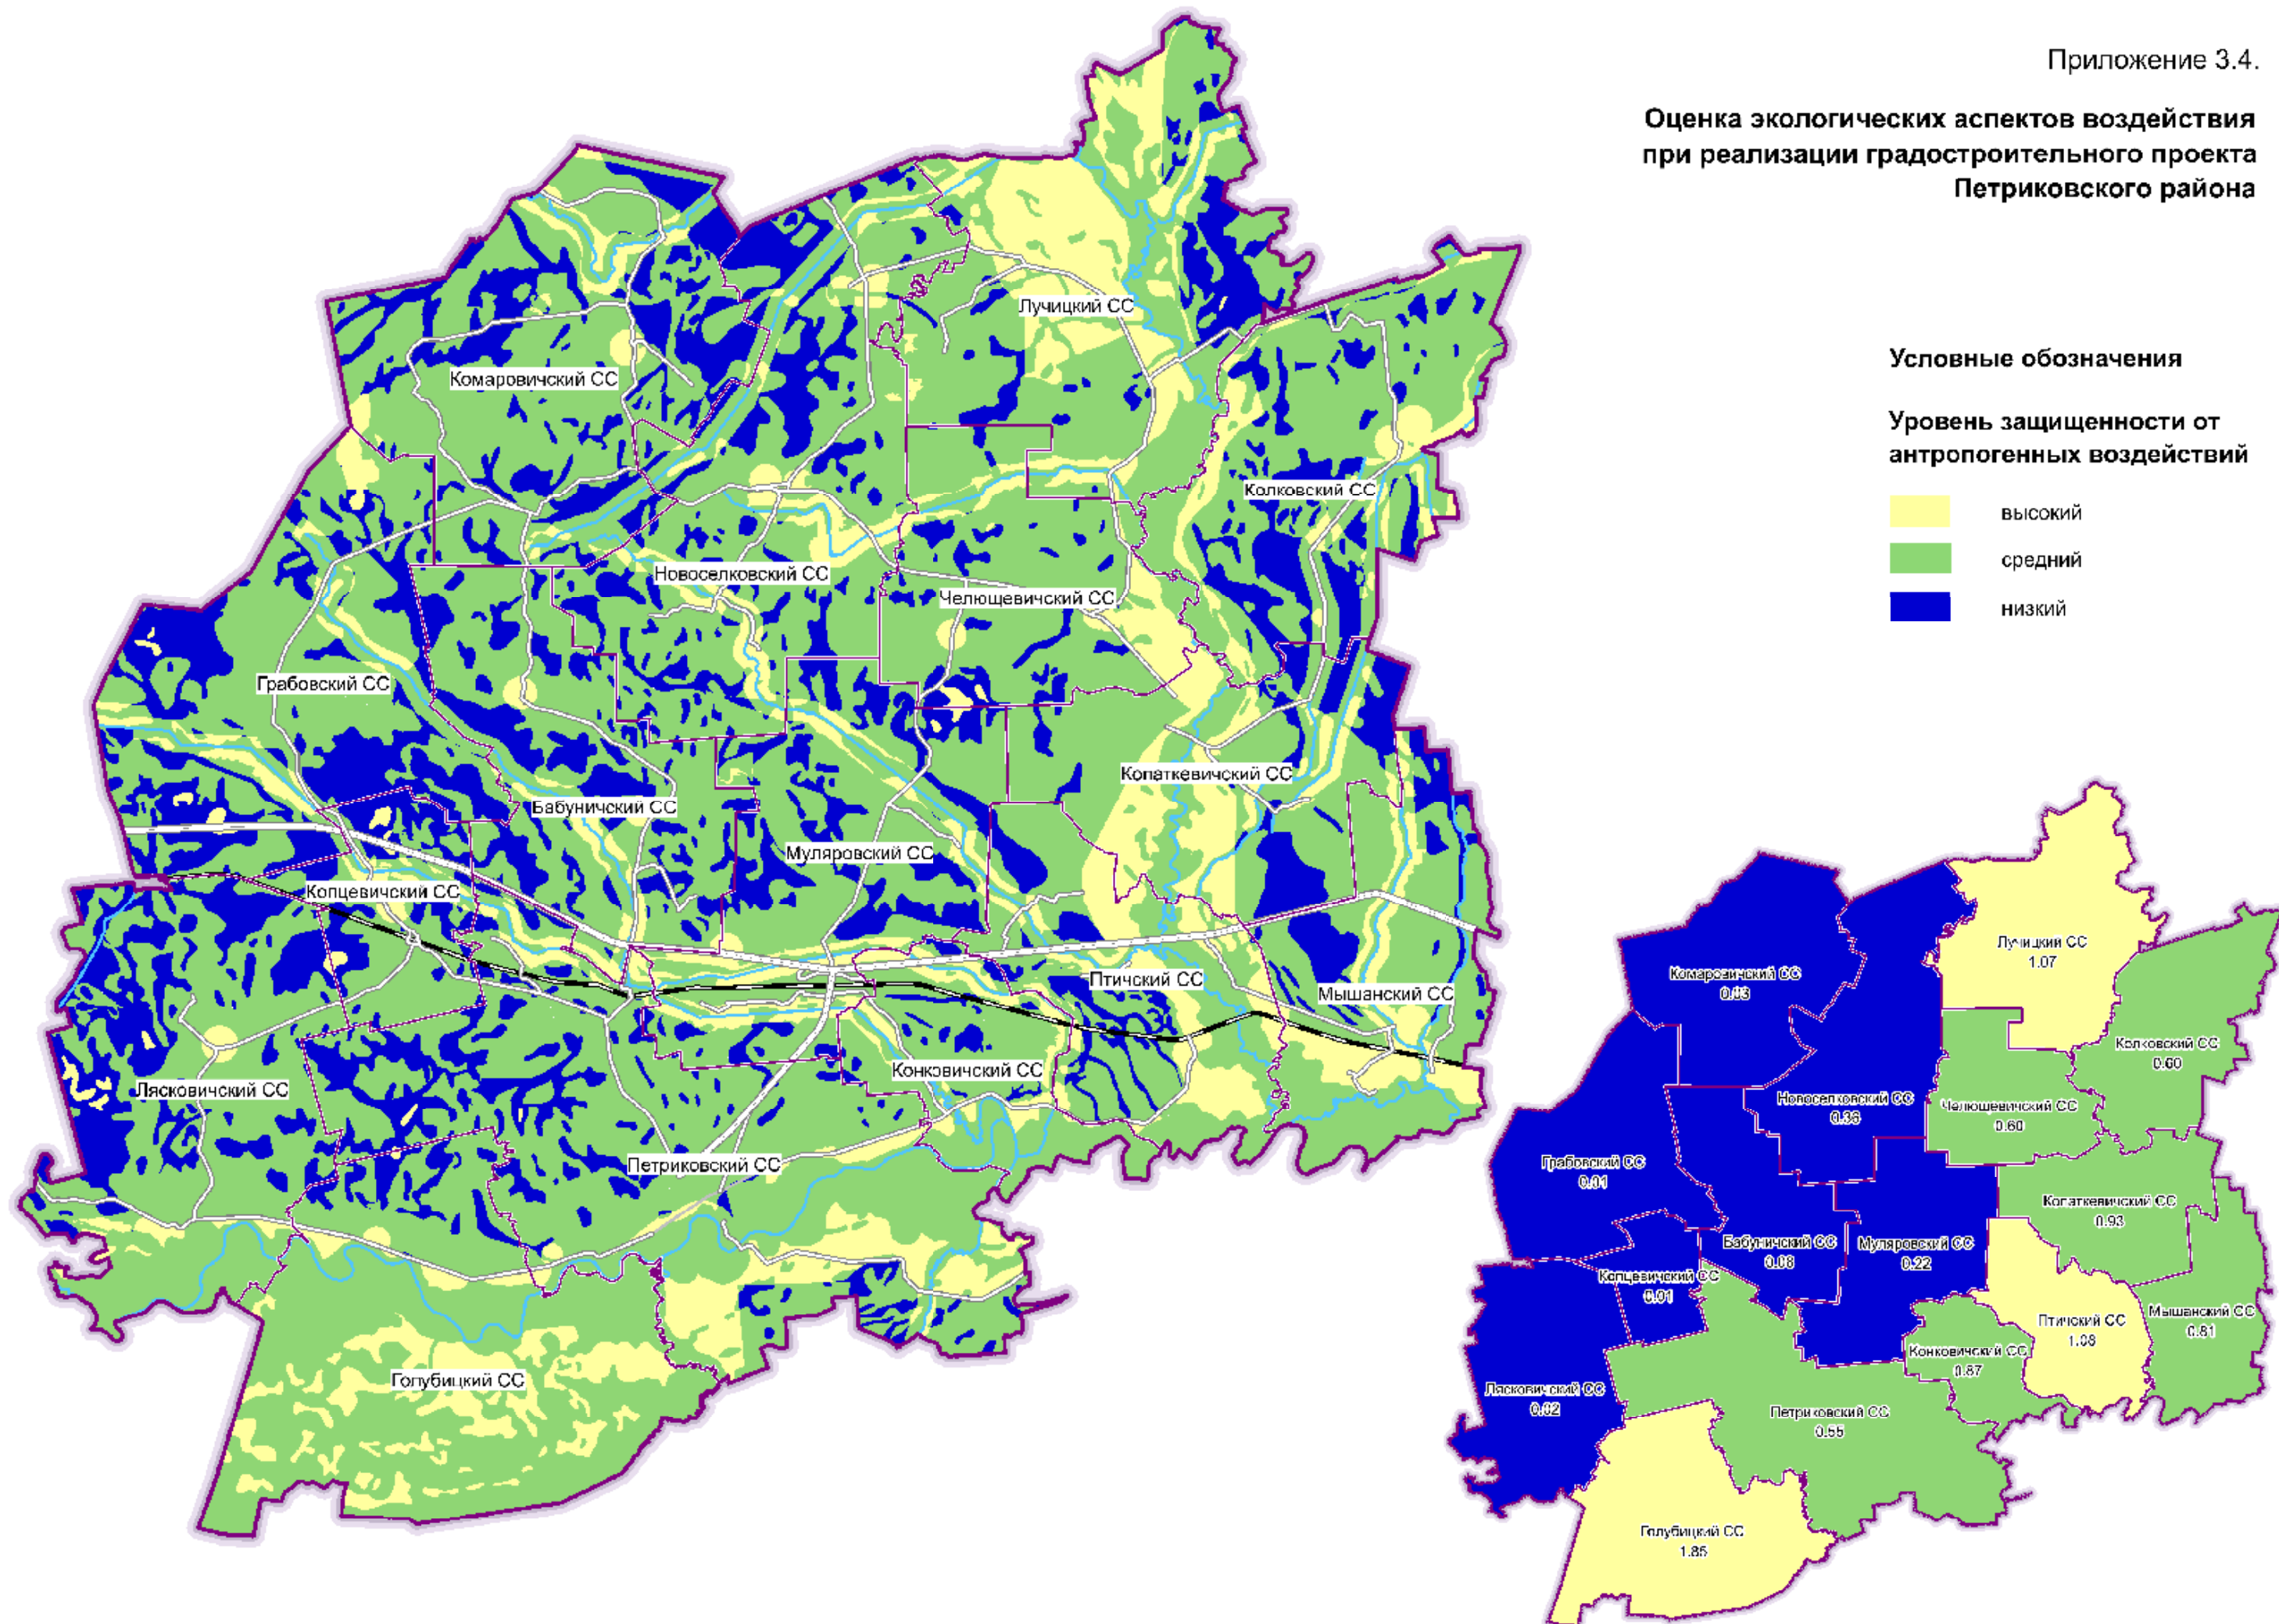 Приложение 3.4.
Оценка экологических аспектов воздействия
при реализации градостроительного проекта
Петриковского района
Условные обозначения
Уровень защищенности от
антропогенных воздействий
высокий
средний
низкий
Лучицкий СС
Комаровичский СС
Колковский СС
Новоселковский СС
Челющевичский СС
Грабовский СС
Копаткевичский СС
Бабуничский СС
Муляровский СС
Копцевичский СС
Птичский СС
Мышанский СС
Конковичский СС
Лясковичский СС
Петриковский СС
Голубицкий СС
Лучицкий СС
1.07
Комаровичский СС
0.03
Колковский СС
0.60
Новоселковский СС
0.36
Челющевичский СС
0.60
Грабовский СС
0.01
Копаткевичский СС
0.93
Бабуничский СС
0.08
Муляровский СС
0.22
Копцевичский СС
0.01
Мышанский СС
0.81
Птичский СС
1.08
Конковичский СС
0.87
Лясковичский СС
0.02
Петриковский СС
0.55
Голубицкий СС
1.85